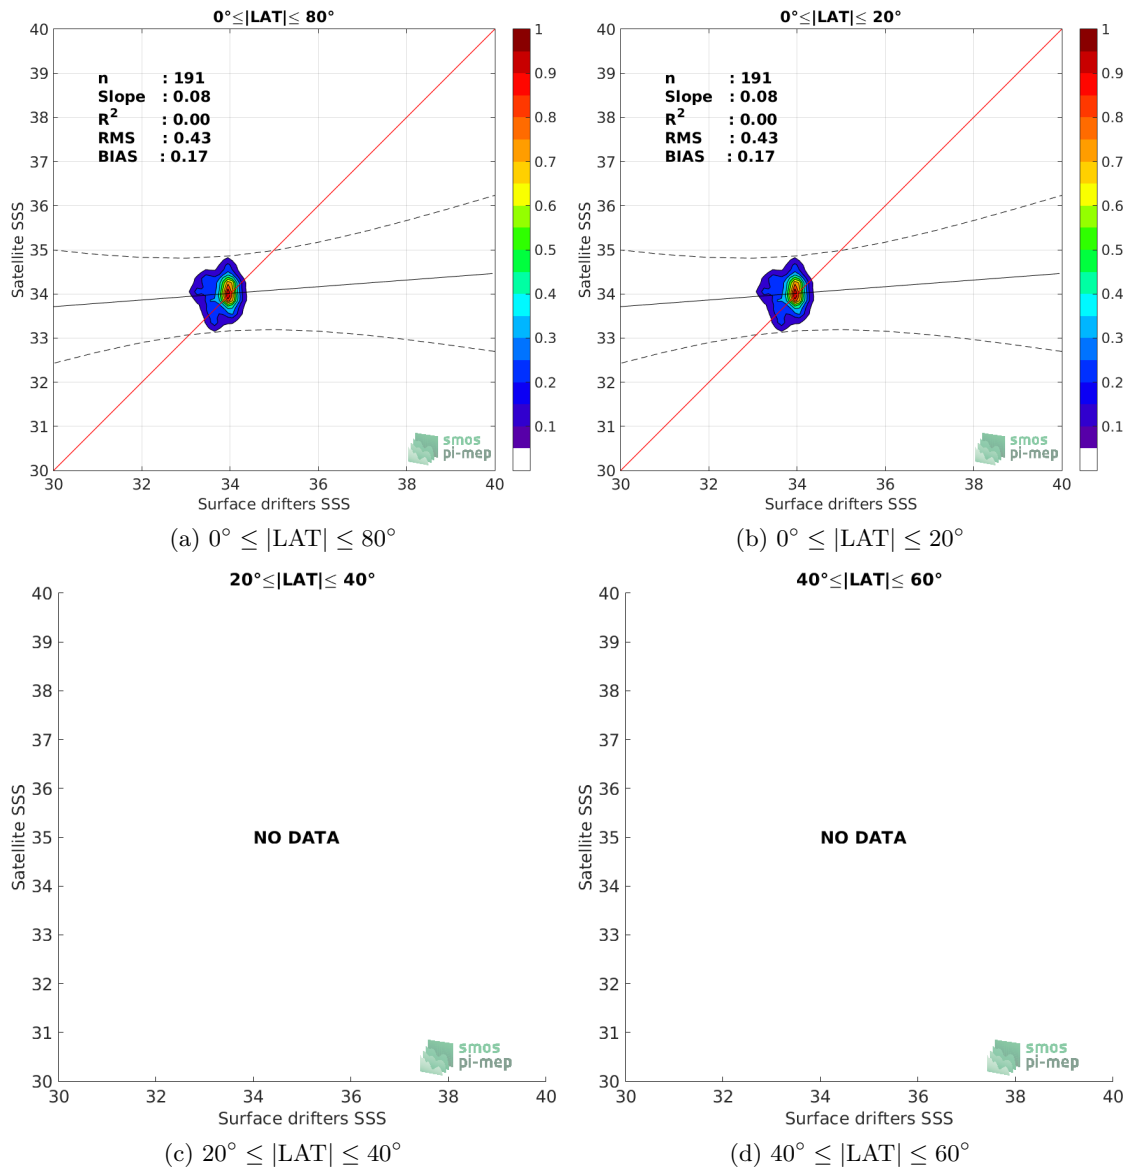 0°≤|LAT|≤ 80°
40
39
38
37
36
35
34
33
32
31
30
Satellite SSS
n : 191
Slope : 0.08
R2 : 0.00
RMS : 0.43
BIAS : 0.17
smos
pi-mep
30 32 34 36 38 40
Surface drifters SSS
1
0.9
0.8
0.7
0.6
0.5
0.4
0.3
0.2
0.1
(a) 0° ≤ |LAT| ≤ 80°
0°≤|LAT|≤ 20°
40
39
38
37
36
35
34
33
32
31
30
Satellite SSS
n : 191
Slope : 0.08
R2 : 0.00
RMS : 0.43
BIAS : 0.17
smos
pi-mep
30 32 34 36 38 40
Surface drifters SSS
1
0.9
0.8
0.7
0.6
0.5
0.4
0.3
0.2
0.1
(b) 0° ≤ |LAT| ≤ 20°
20°≤|LAT|≤ 40°
40
39
38
37
36
35
34
33
32
31
30
Satellite SSS
NO DATA
smos
pi-mep
30 32 34 36 38 40
Surface drifters SSS
(c) 20° ≤ |LAT| ≤ 40°
40°≤|LAT|≤ 60°
40
39
38
37
36
35
34
33
32
31
30
Satellite SSS
NO DATA
smos
pi-mep
30 32 34 36 38 40
Surface drifters SSS
(d) 40° ≤ |LAT| ≤ 60°